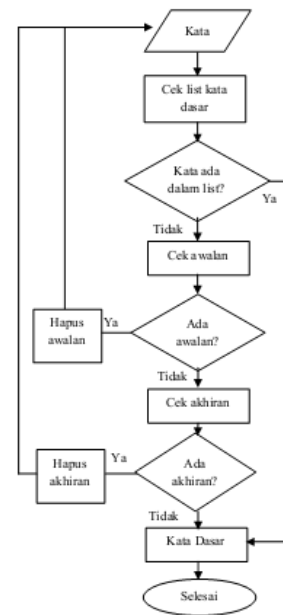 Kata
Cek list kata
dasar
Kata ada
dalam list?
Ya
Tidak
Cek awalan
Hapus
awalan
Ya
Ada
awalan?
Tidak
Cek akhiran
Hapus
akhiran
Ya
Ada
akhiran?
Tidak
Kata Dasar
Selesai